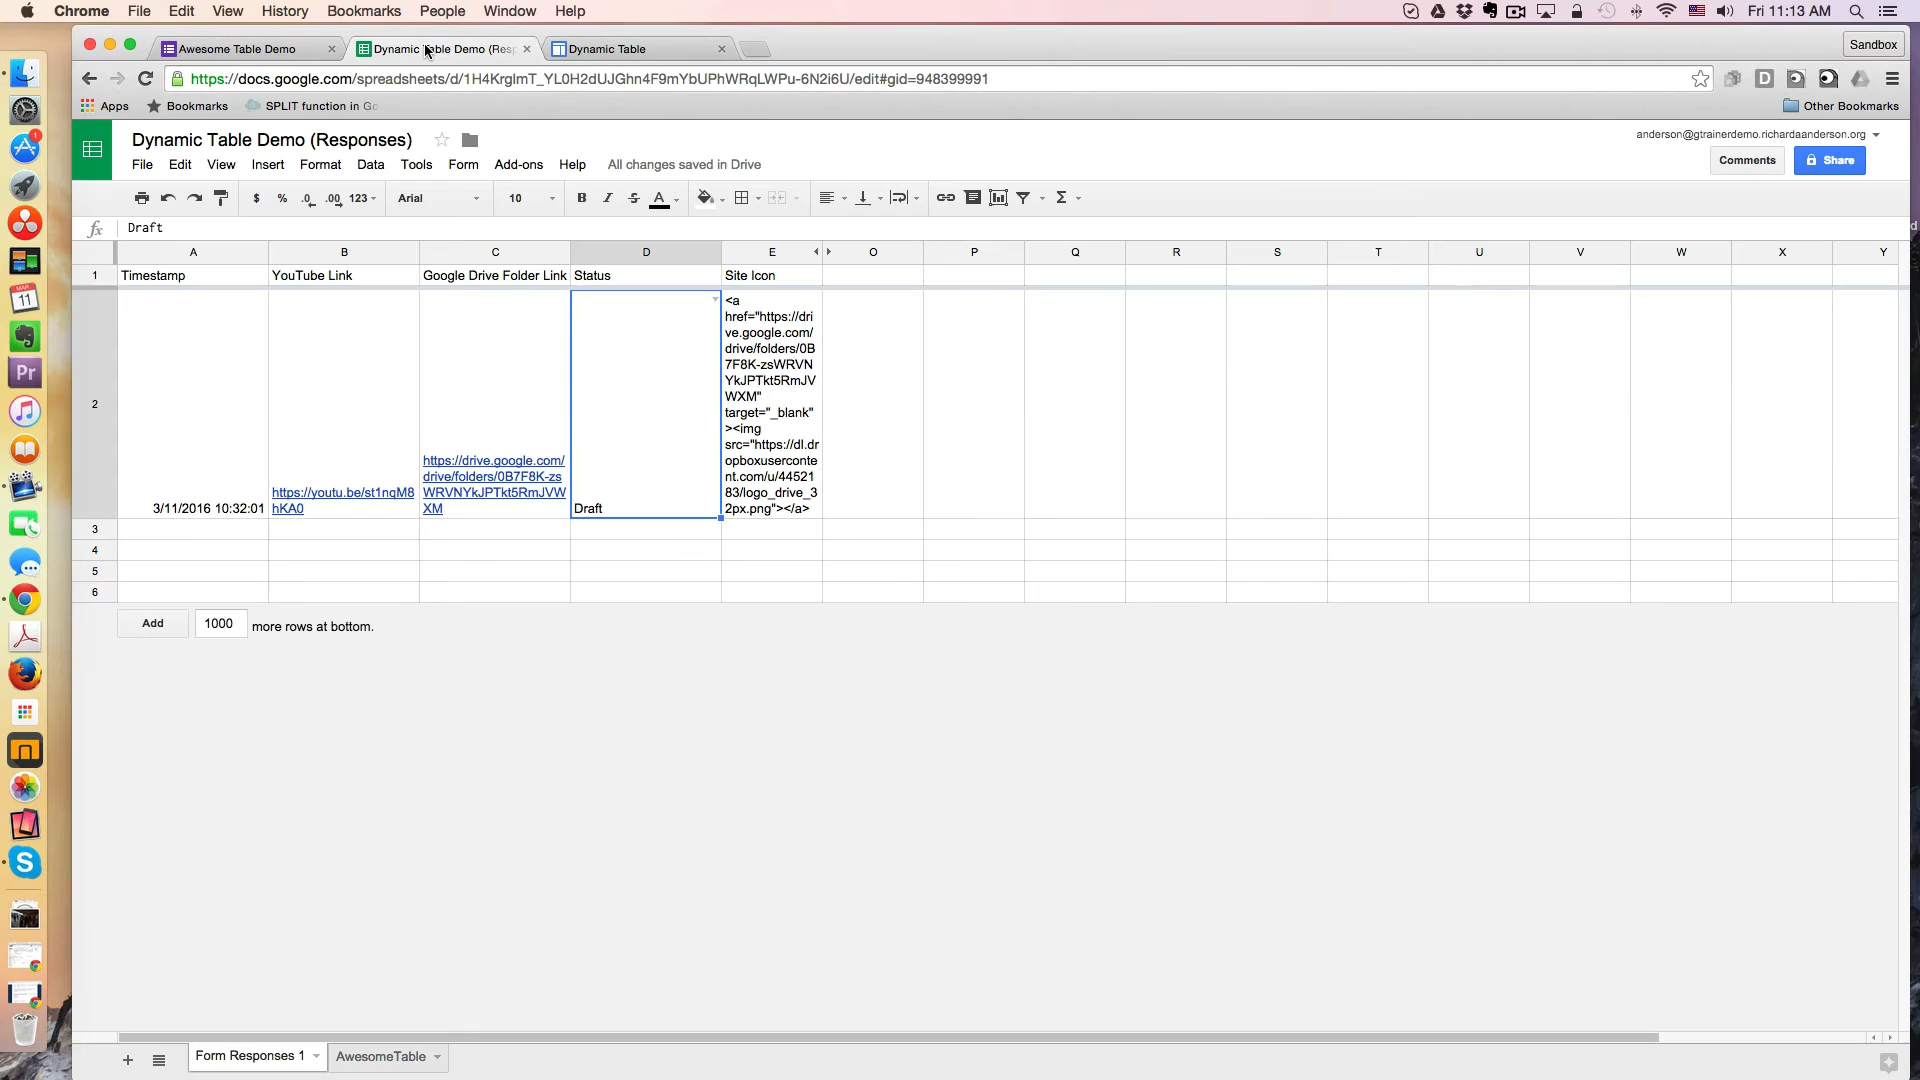 Chrome File Edit View History Bookmarks People Window Help Fri 11:13 AM
Awesome Table Demo Dynamic Table Demo (Resp Dynamic Table Sandbox
https://docs.google.com/spreadsheets/d/1H4KrglmT_YL0H2dUJGhn4F9mYbUPhWRqLWPu-6N2i6U/edit#gid=948399991
Apps Bookmarks SPLIT function in Go Other Bookmarks
Dynamic Table Demo (Responses) anderson@gtrainerdemo.richardaanderson.org
File Edit View Insert Format Data Tools Form Add-ons Help All changes saved in Drive Comments Share
$ % .0 .00 123 Arial 10 B I S A Σ
fx Draft
A B C D E O P Q R S T U V W X Y
1 Timestamp YouTube Link Google Drive Folder Link Status Site Icon
<a
href="https://dri
ve.google.com/
drive/folders/0B
7F8K-zsWRVN
YkJPTkt5RmJV
WXM"
target="_blank"
><img
src="https://dl.dr
opboxuserconte
nt.com/u/44521
83/logo_drive_3
2px.png"></a>
2
https://drive.google.com/
drive/folders/0B7F8K-zs
WRVNYkJPTkt5RmJVW
XM
https://youtu.be/st1nqM8
hKA0
3/11/2016 10:32:01
Draft
3
4
5
6
Add 1000 more rows at bottom.
Form Responses 1 AwesomeTable
MAR
11
Pr
1